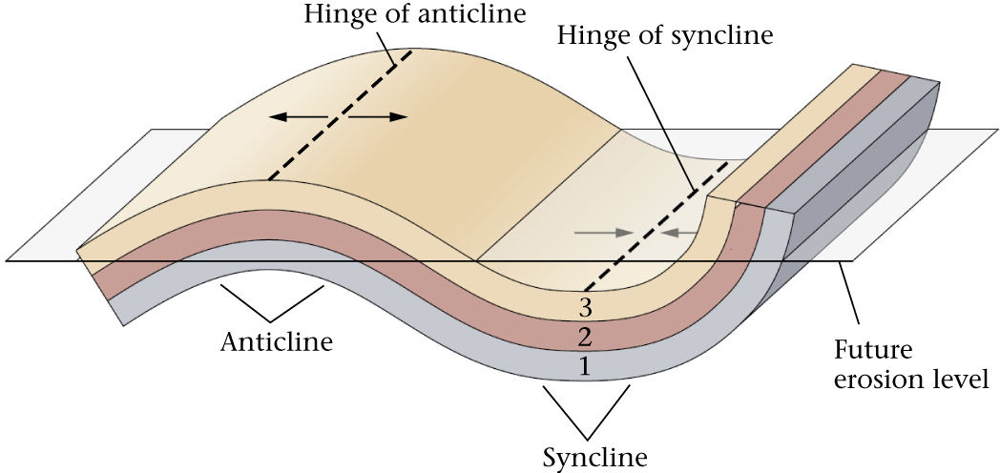 Hinge of anticline
Hinge of syncline
3
2
1
Anticline
Future
erosion level
Syncline